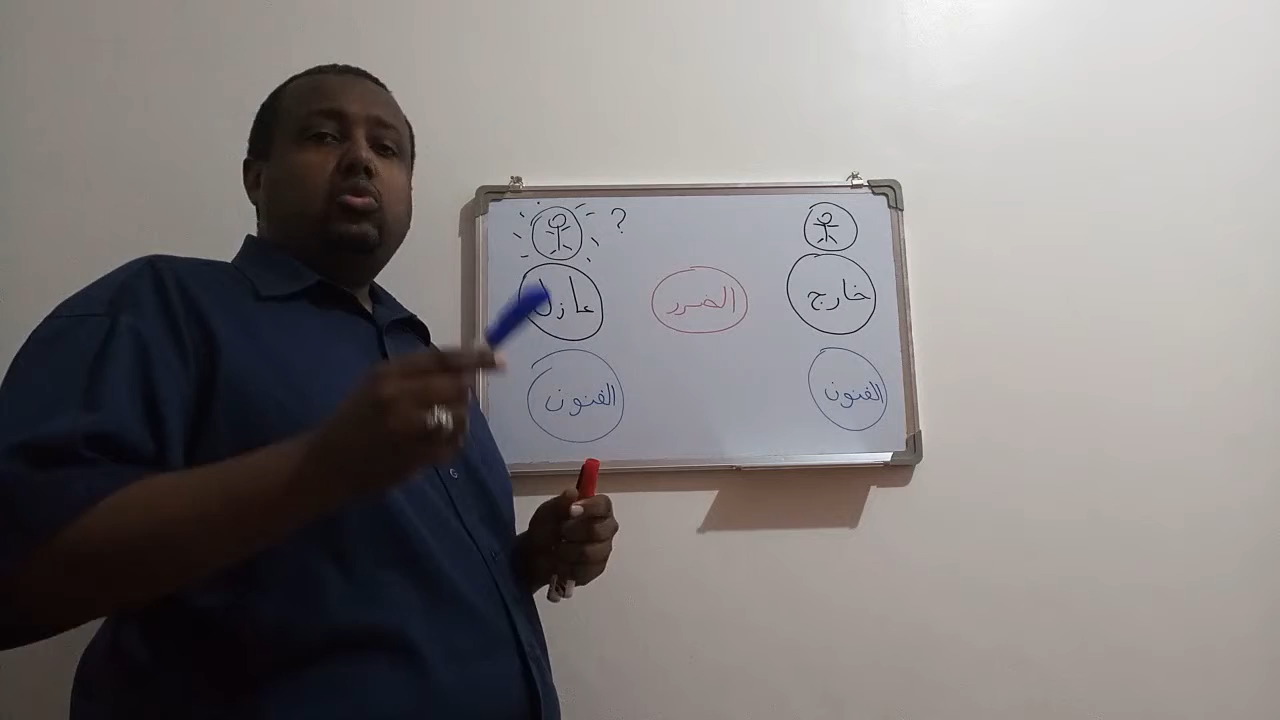 ?
خارج
الضرر
عازل
الفنون
الفنون